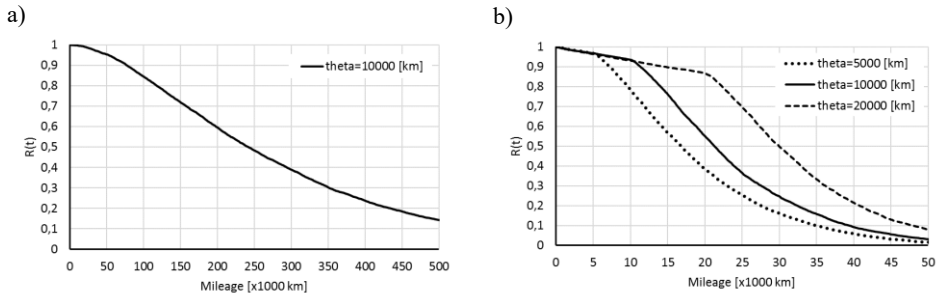 a)
R(t)
1
0,9
0,8
0,7
0,6
0,5
0,4
0,3
0,2
0,1
0
theta=10000 [km]
0 50 100 150 200 250 300 350 400 450 500
Mileage [x1000 km]
b)
R(t)
1
0,9
0,8
0,7
0,6
0,5
0,4
0,3
0,2
0,1
0
theta=5000 [km]
theta=10000 [km]
theta=20000 [km]
0 5 10 15 20 25 30 35 40 45 50
Mileage [x1000 km]